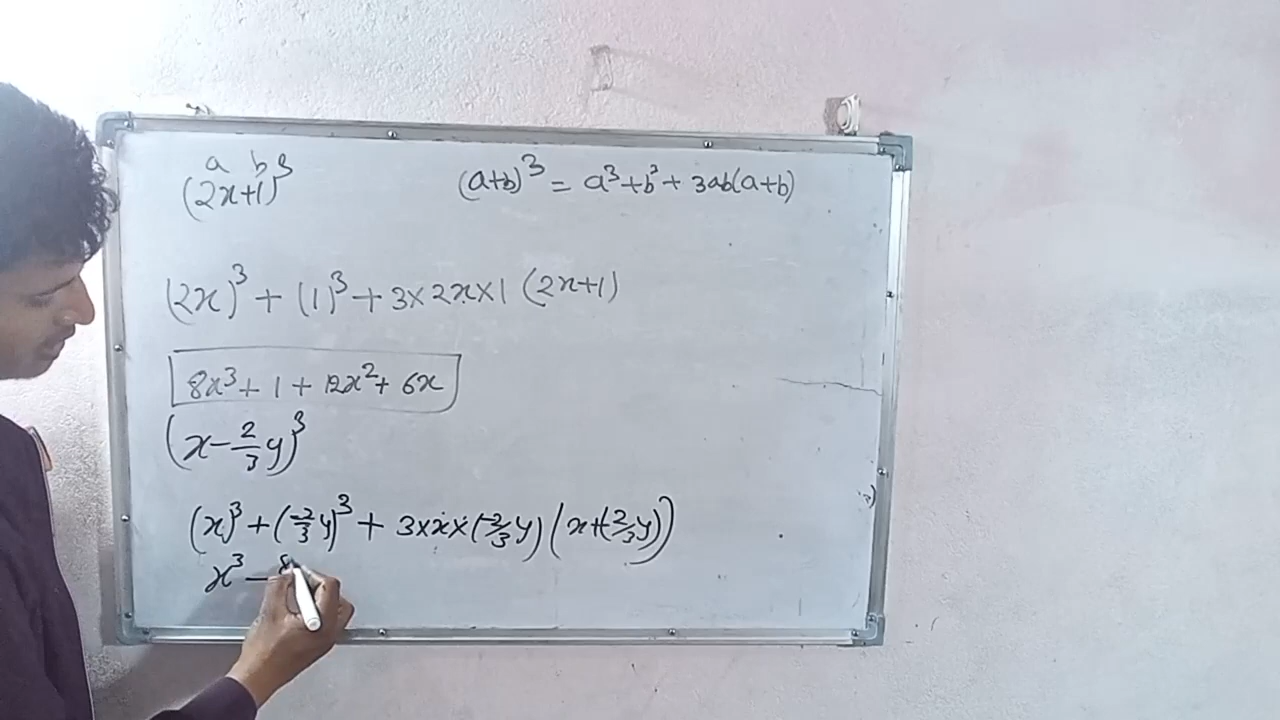 a b
(2x+1)³
(a+b)³ = a³+b³+ 3ab(a+b)
(2x)³ + (1)³ + 3×2x×1 (2x+1)
8x³ + 1 + 12x² + 6x
(x - 2/3 y)³
(x)³ + (-2/3 y)³ + 3×x×(-2/3 y) (x+(-2/3 y))
x³ - 8